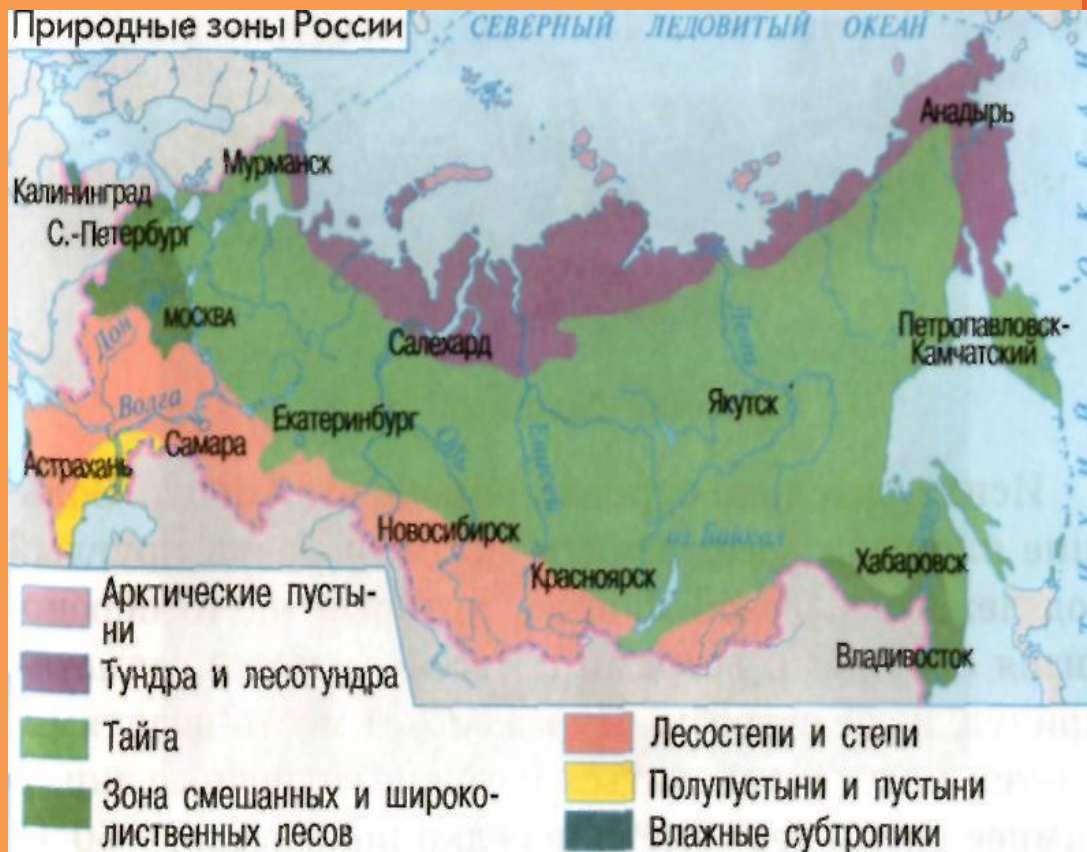 Природные зоны России
СЕВЕРНЫЙ ЛЕДОВИТЫЙ ОКЕАН
Анадырь
Мурманск
Калининград
С.-Петербург
МОСКВА
Дон
Салехард
Лена
Петропавловск-
Камчатский
Якутск
Волга
Екатеринбург
Самара
Обь
Енисей
Астрахань
Новосибирск
оз. Байкал
Красноярск
Хабаровск
Владивосток
Арктические пусты-
ни
Тундра и лесотундра
Тайга
Зона смешанных и широко-
лиственных лесов
Лесостепи и степи
Полупустыни и пустыни
Влажные субтропики